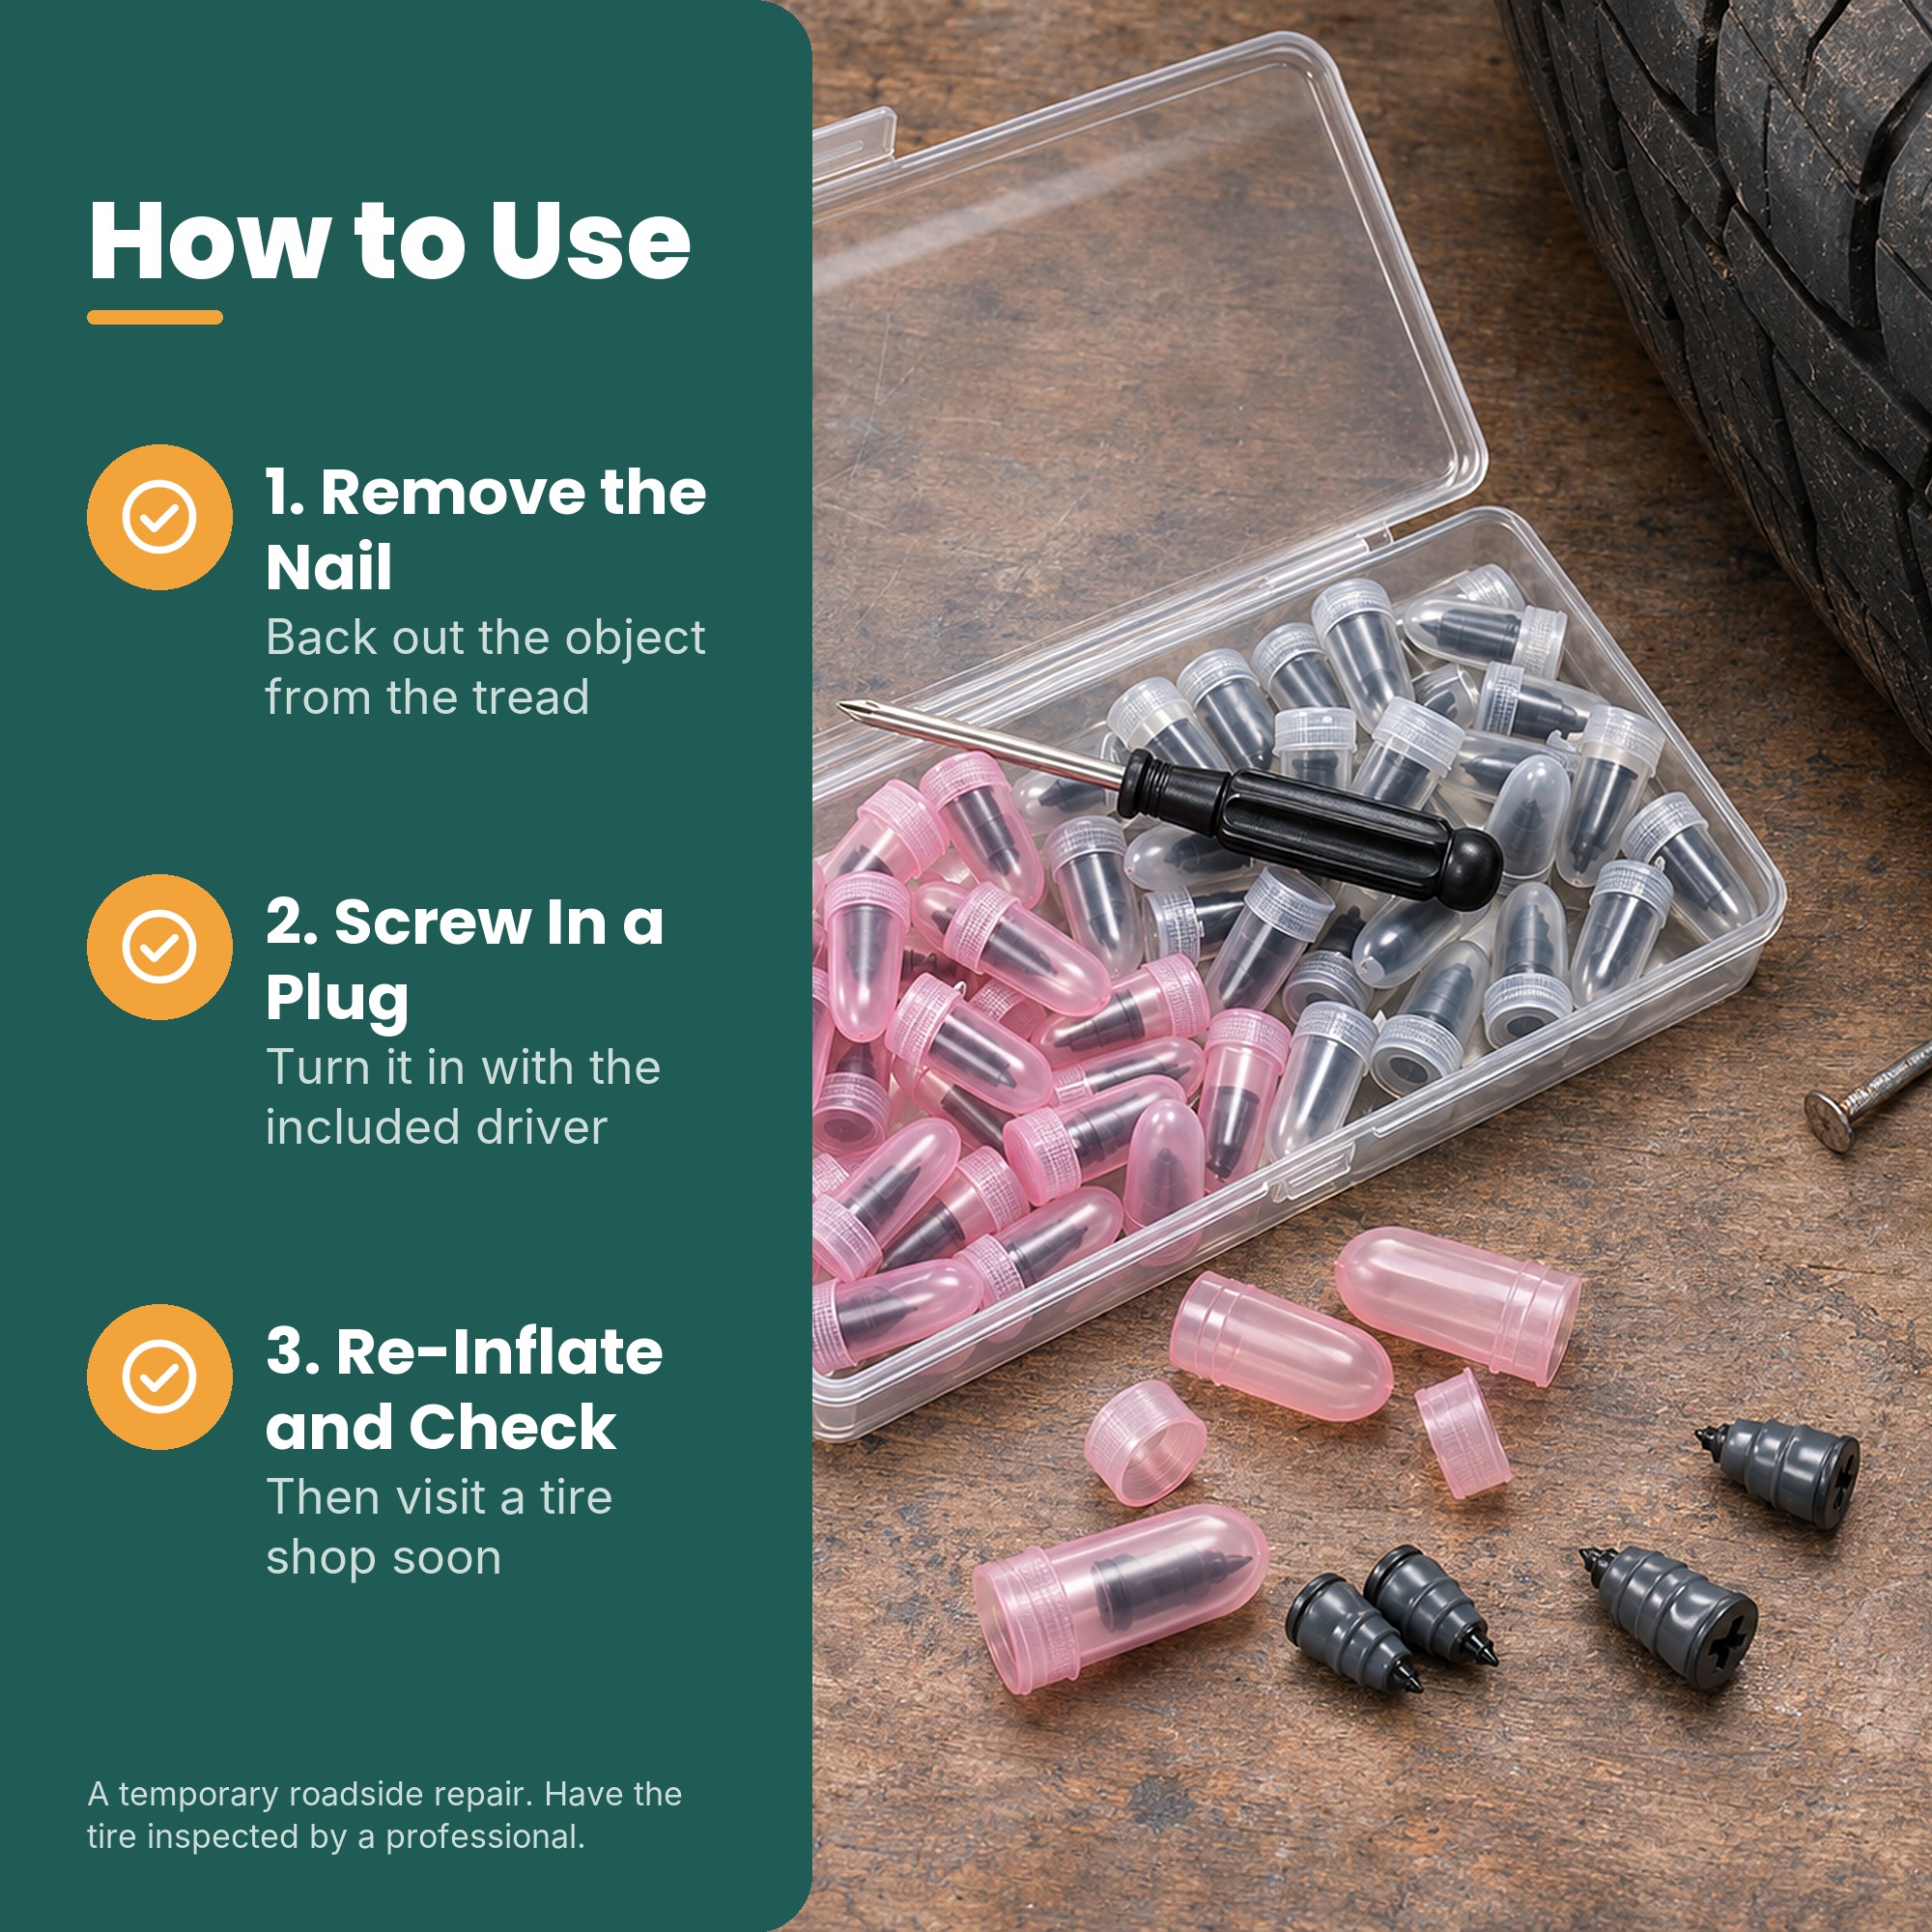 How to Use
1. Remove the
Nail
Back out the object
from the tread
2. Screw In a
Plug
Turn it in with the
included driver
3. Re-Inflate
and Check
Then visit a tire
shop soon
A temporary roadside repair. Have the
tire inspected by a professional.